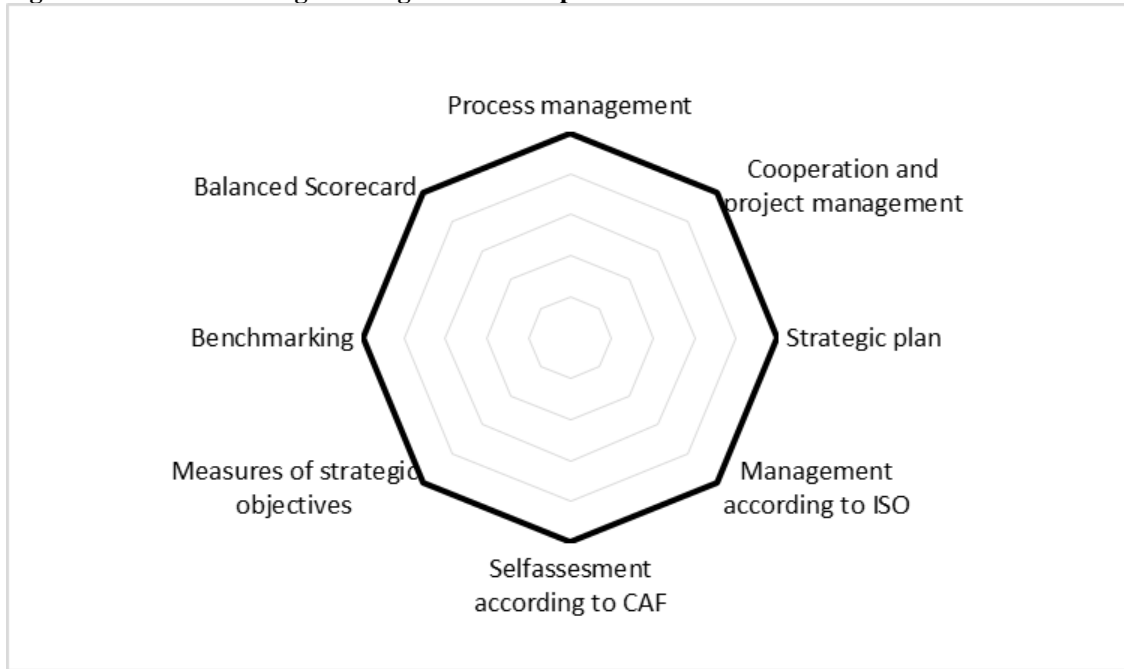 Process management
Cooperation and
project management
Balanced Scorecard
Benchmarking
Strategic plan
Measures of strategic
objectives
Management
according to ISO
Selfassesment
according to CAF